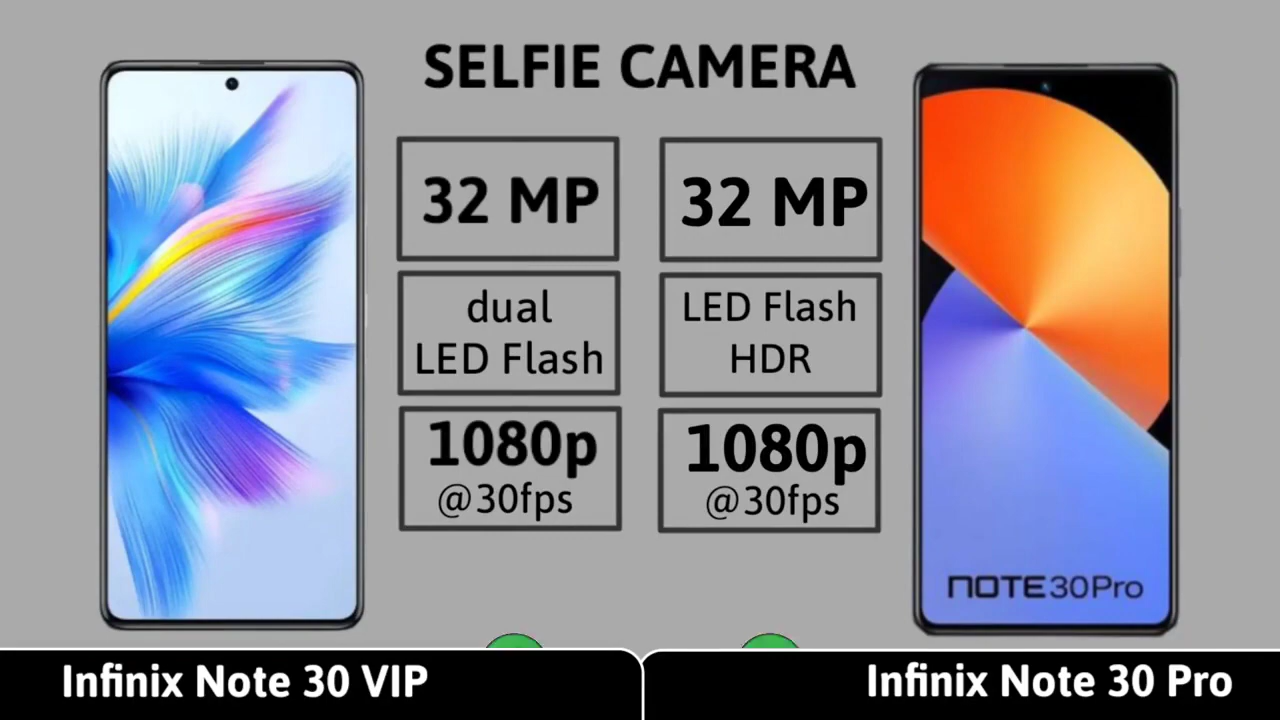 SELFIE CAMERA
32 MP
32 MP
dual
LED Flash
LED Flash
HDR
1080p
@30fps
1080p
@30fps
NOTE30Pro
Infinix Note 30 VIP
Infinix Note 30 Pro